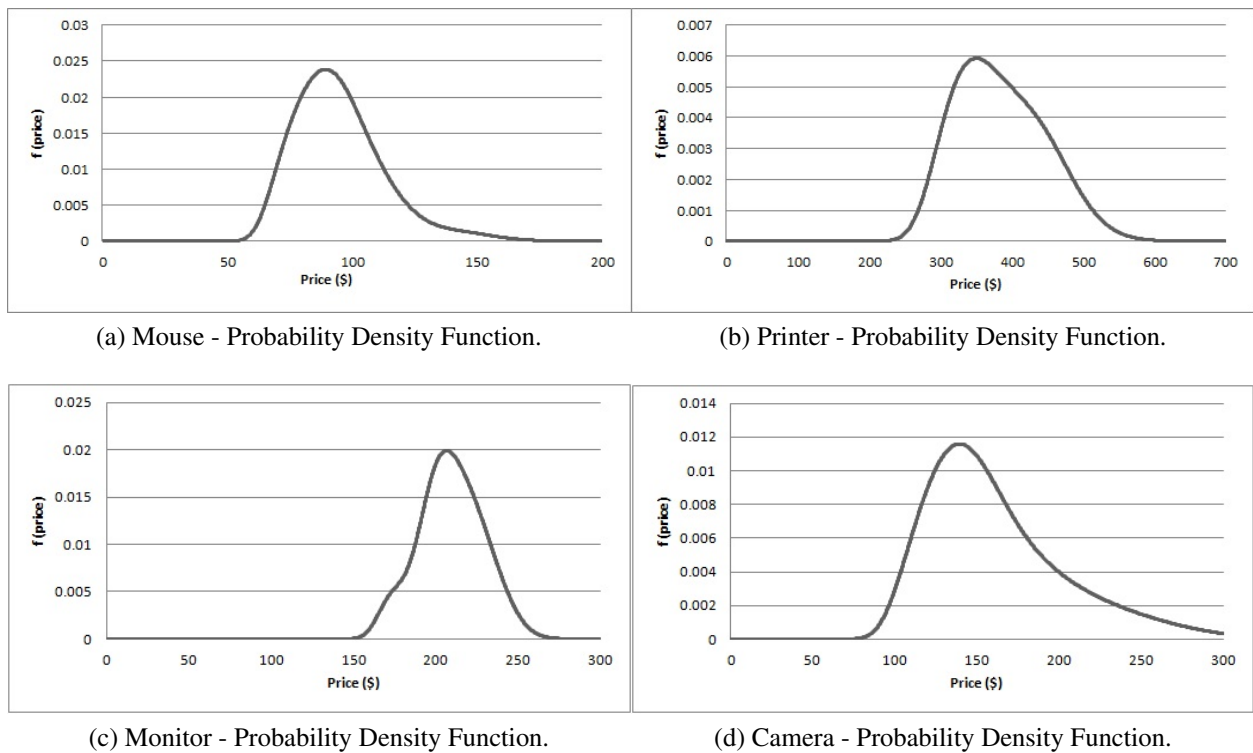 0.03
0.025
0.02
0.015
0.01
0.005
0
f (price)
0 50 100 150 200
Price ($)
0.007
0.006
0.005
0.004
0.003
0.002
0.001
0
f (price)
0 100 200 300 400 500 600 700
Price ($)
(a) Mouse - Probability Density Function.
(b) Printer - Probability Density Function.
0.025
0.02
0.015
0.01
0.005
0
f (price)
0 50 100 150 200 250 300
Price ($)
0.014
0.012
0.01
0.008
0.006
0.004
0.002
0
f (price)
0 50 100 150 200 250 300
Price ($)
(c) Monitor - Probability Density Function.
(d) Camera - Probability Density Function.